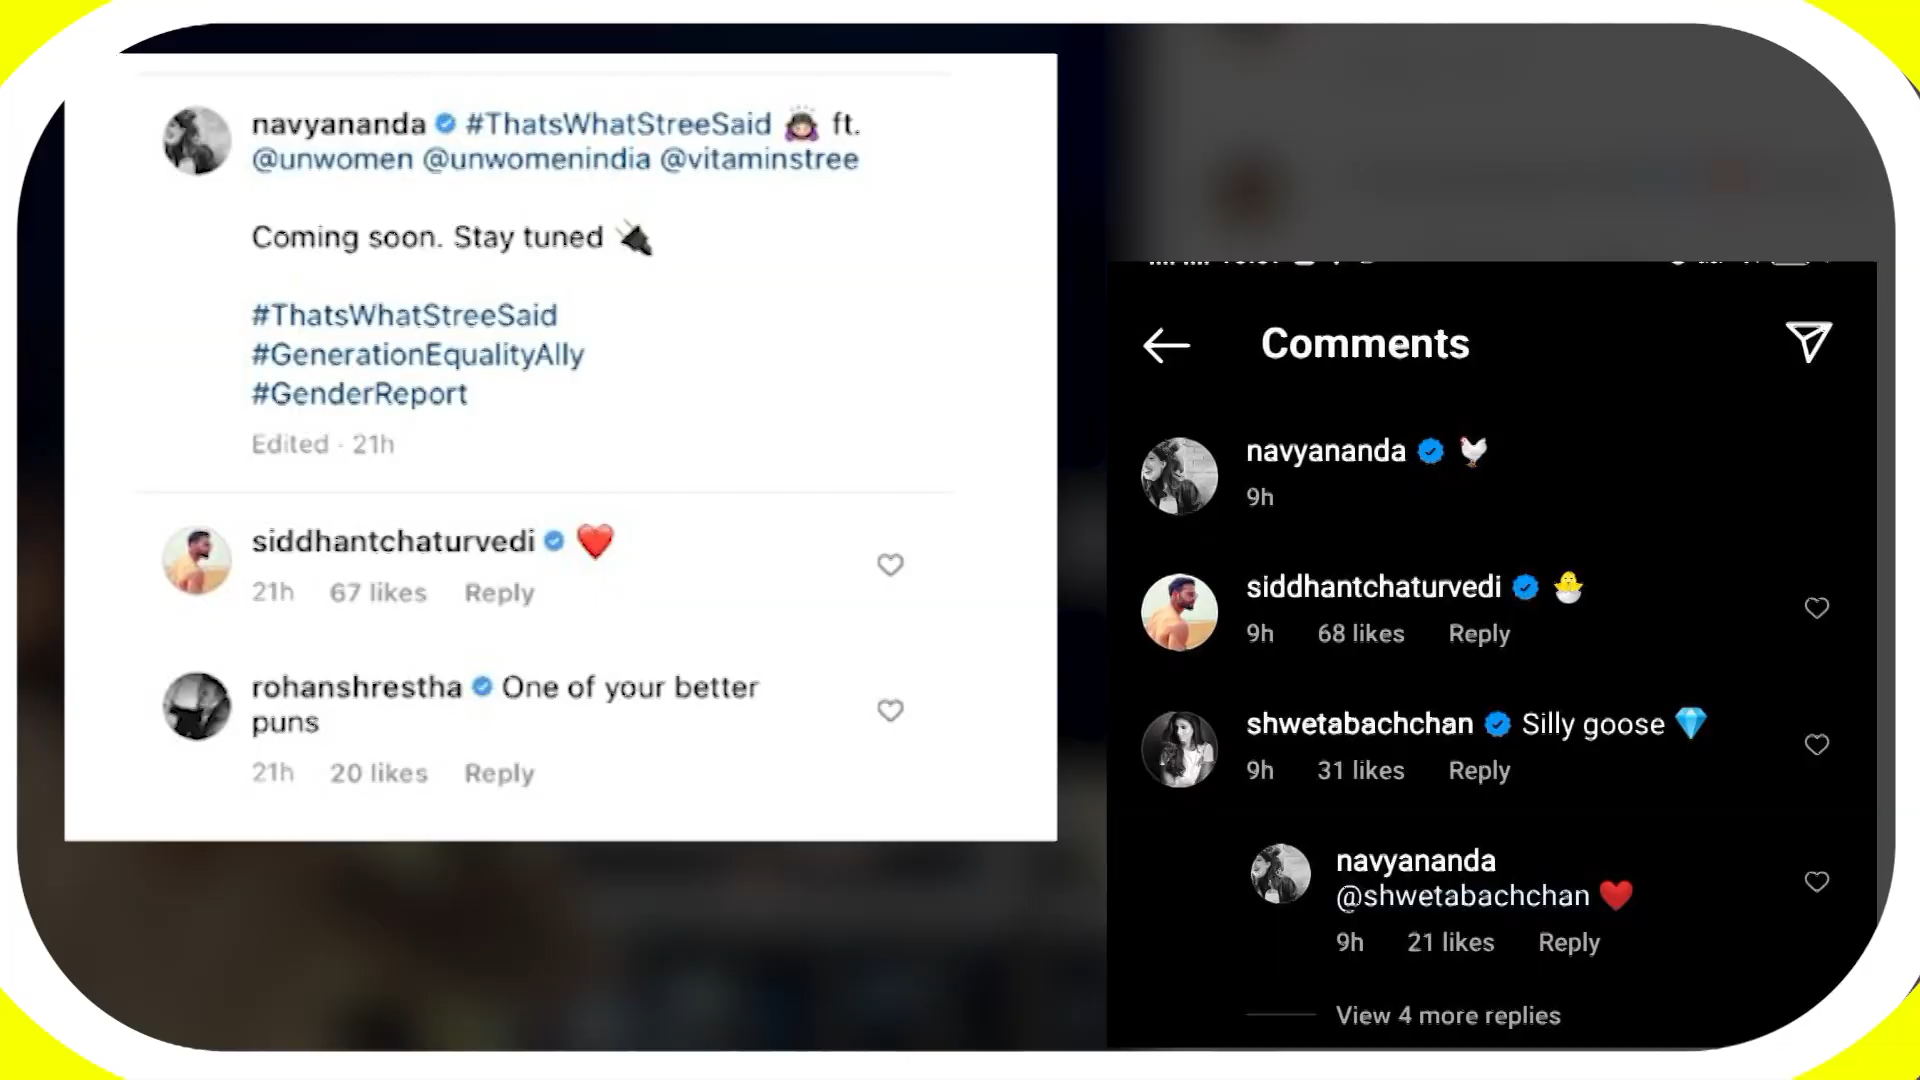 navyananda #ThatsWhatStreeSaid 🙇🏻‍♀️ ft.
@unwomen @unwomenindia @vitaminstree
Coming soon. Stay tuned 🔌
#ThatsWhatStreeSaid
#GenerationEqualityAlly
#GenderReport
Edited · 21h
siddhantchaturvedi ❤️
21h 67 likes Reply
rohanshrestha One of your better
puns
21h 20 likes Reply
Comments
navyananda 🐓
9h
siddhantchaturvedi 🐣
9h 68 likes Reply
shwetabachchan Silly goose 💎
9h 31 likes Reply
navyananda
@shwetabachchan ❤️
9h 21 likes Reply
View 4 more replies